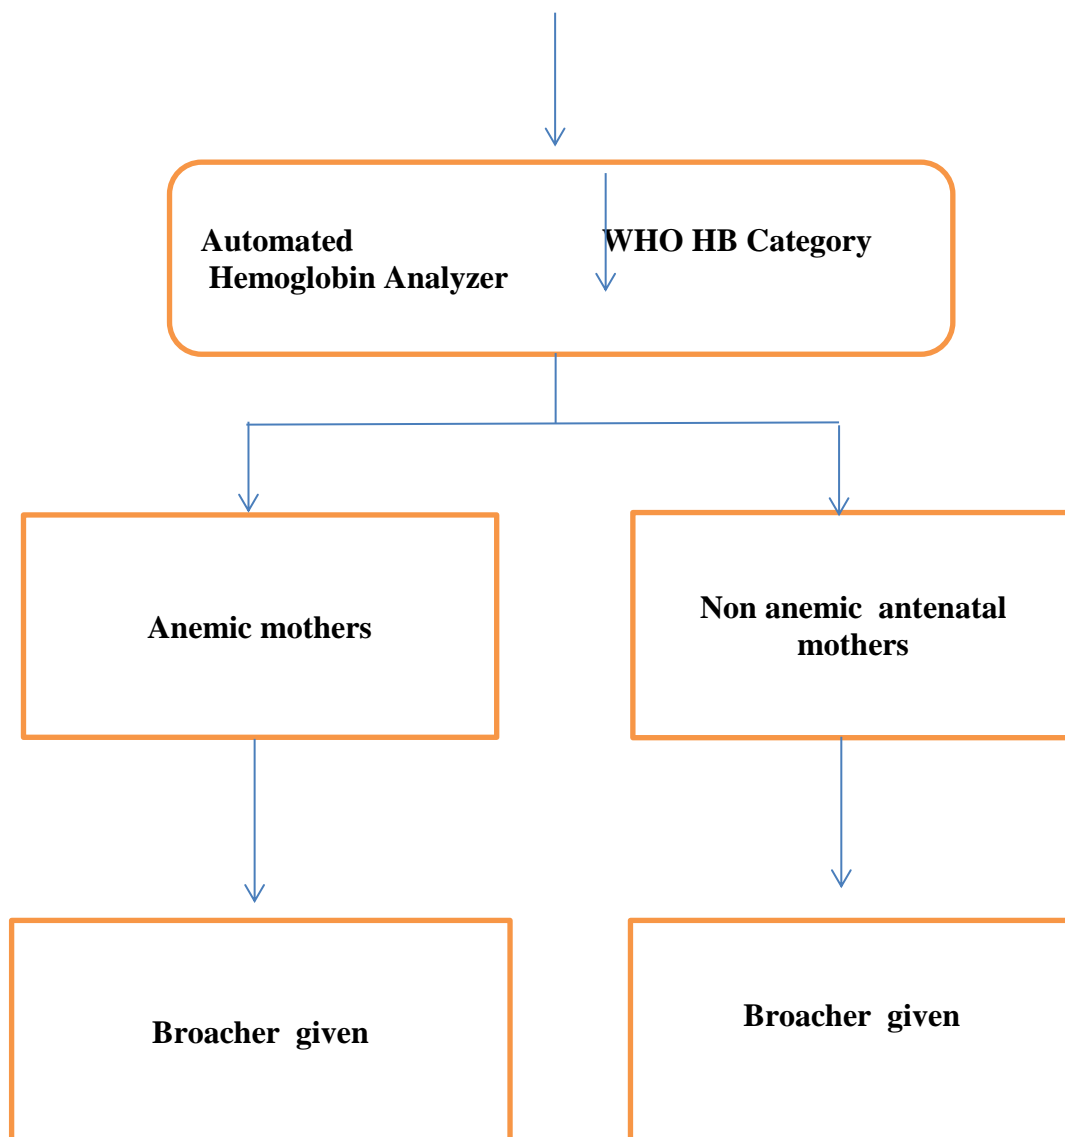 Automated WHO HB Category
Hemoglobin Analyzer
Anemic mothers
Non anemic antenatal
mothers
Broacher given
Broacher given